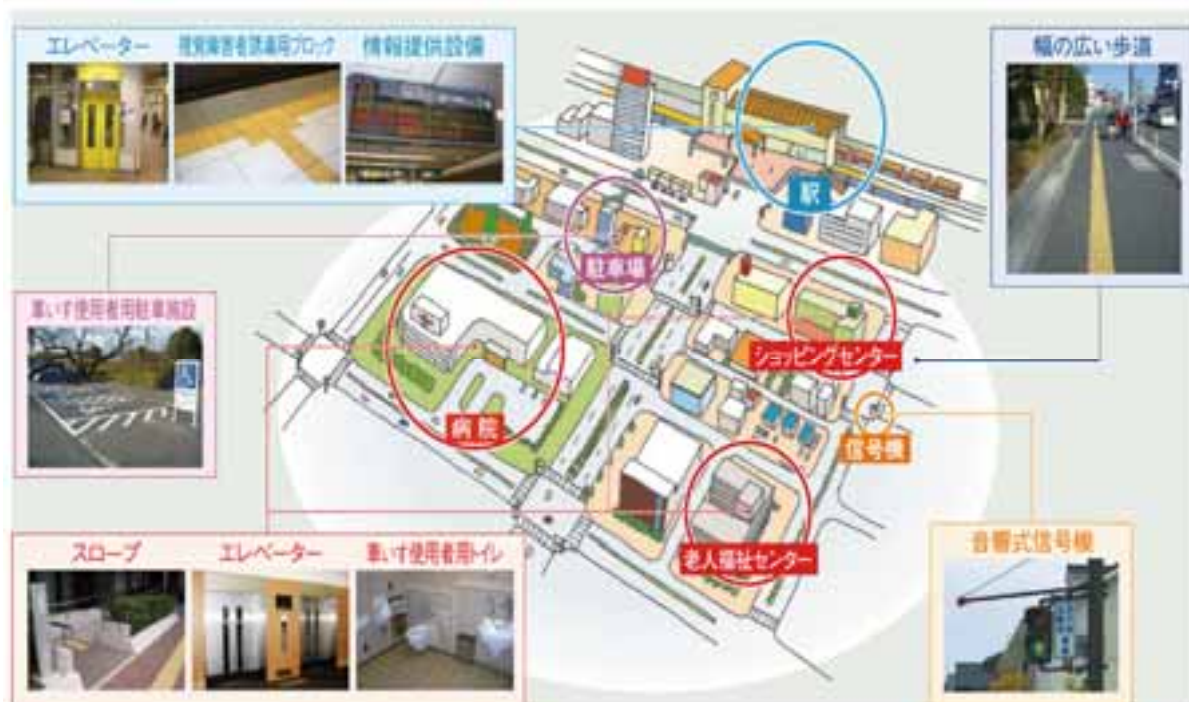 エレベーター
視覚障害者誘導用ブロック
情報提供設備
幅の広い歩道
駅
駐車場
車いす使用者用駐車施設
ショッピングセンター
病院
信号機
老人福祉センター
スロープ
エレベーター
車いす使用者用トイレ
音響式信号機